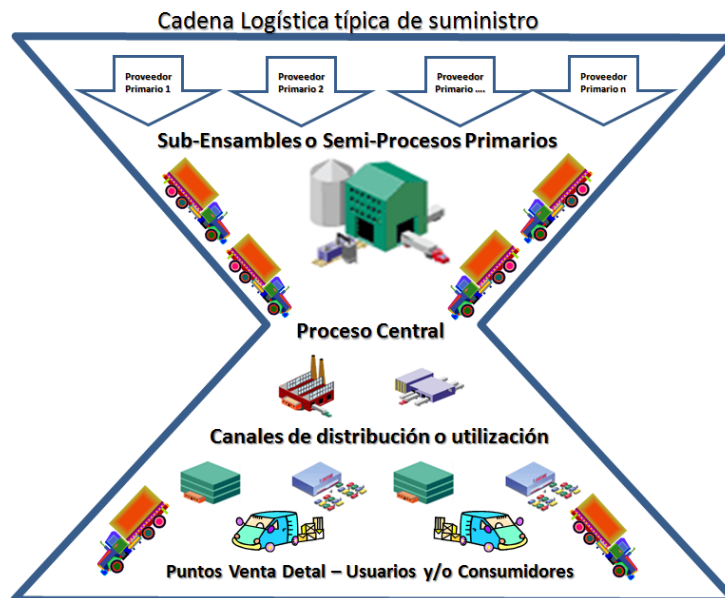 Cadena Logística típica de suministro
Proveedor
Primario 1
Proveedor
Primario 2
Proveedor
Primario ....
Proveedor
Primario n
Sub-Ensambles o Semi-Procesos Primarios
Proceso Central
Canales de distribución o utilización
Puntos Venta Detal – Usuarios y/o Consumidores